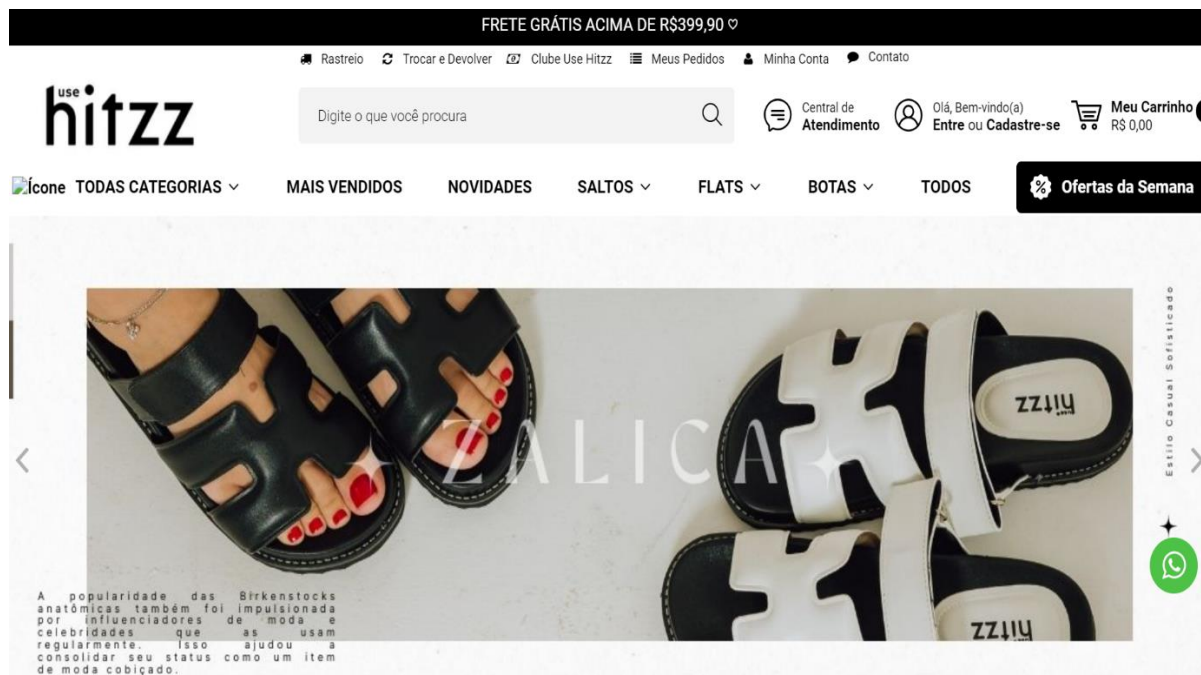 FRETE GRÁTIS ACIMA DE R$399,90 ♡
Rastreio Trocar e Devolver Clube Use Hitzz Meus Pedidos Minha Conta Contato
use hitzz
Digite o que você procura
Central de
Atendimento
Olá, Bem-vindo(a)
Entre ou Cadastre-se
Meu Carrinho
R$ 0,00
Ícone TODAS CATEGORIAS MAIS VENDIDOS NOVIDADES SALTOS FLATS BOTAS TODOS % Ofertas da Semana
Estilo Casual Sofisticado
hitzz
ZALICA
hitzz
A popularidade das Birkenstocks
anatômicas também foi impulsionada
por influenciadores de moda e
celebridades que as usam
regularmente. Isso ajudou a
consolidar seu status como um item
de moda cobiçado.